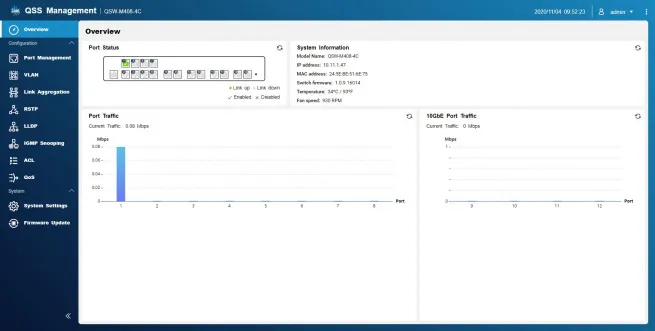 QSS Management | QSW-M408-4C
2020/11/04 09:52:23
admin
Overview
Configuration
Port Management
VLAN
Link Aggregation
RSTP
LLDP
IGMP Snooping
ACL
QoS
System
System Settings
Firmware Update
Overview
Port Status
Link up
Link down
Enabled
Disabled
System Information
Model Name: QSW-M408-4C
IP address: 10.11.1.47
MAC address: 24:5E:BE:51:6E:75
Switch firmware: 1.0.9.16014
Temperature: 34°C / 93°F
Fan speed: 930 RPM
Port Traffic
Current Traffic: 0.08 Mbps
Mbps
0.08
0.06
0.04
0.02
0
1 2 3 4 5 6 7 8
Port
10GbE Port Traffic
Current Traffic: 0 Mbps
Mbps
1
0
9 10 11 12
Port